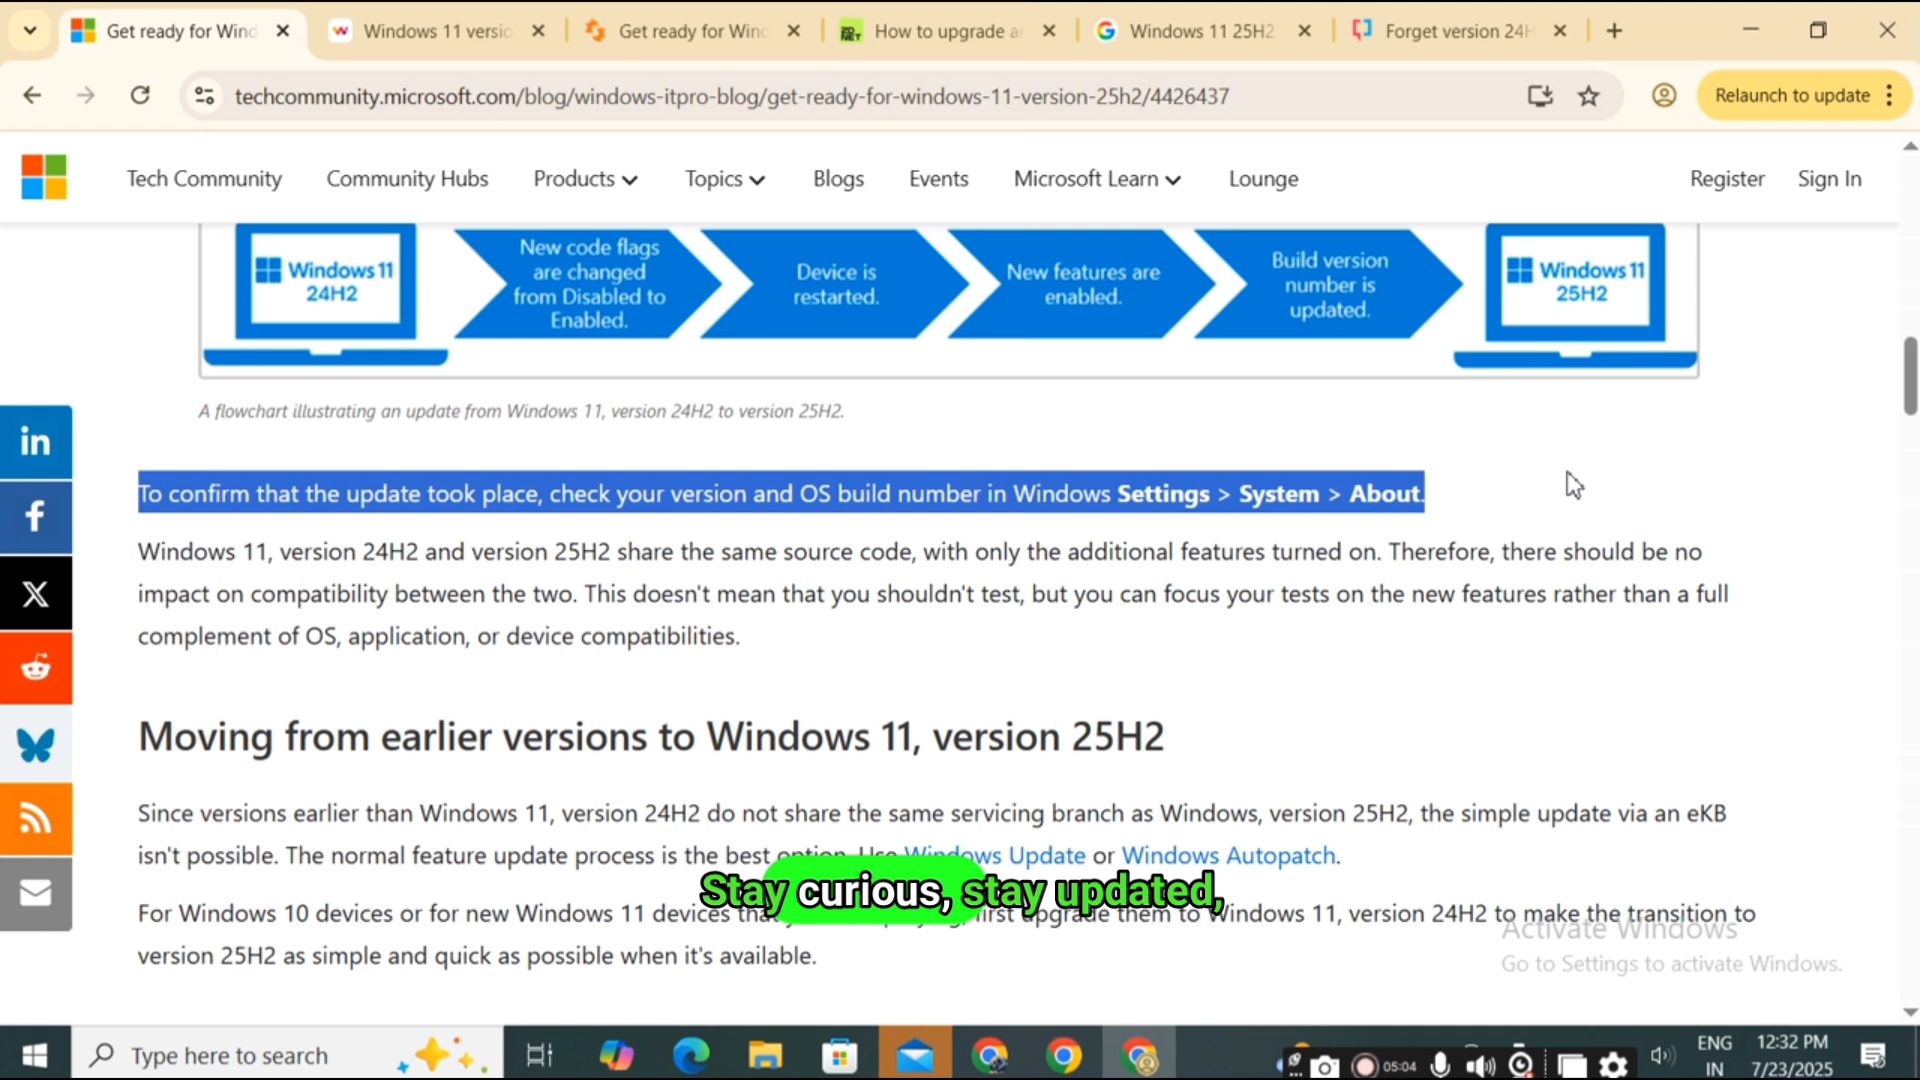 Get ready for Wind
Windows 11 versio
Get ready for Wind
How to upgrade a
Windows 11 25H2
Forget version 24H
techcommunity.microsoft.com/blog/windows-itpro-blog/get-ready-for-windows-11-version-25h2/4426437
Relaunch to update
Tech Community
Community Hubs
Products
Topics
Blogs
Events
Microsoft Learn
Lounge
Register
Sign In
Windows 11
24H2
New code flags
are changed
from Disabled to
Enabled.
Device is
restarted.
New features are
enabled.
Build version
number is
updated.
Windows 11
25H2
A flowchart illustrating an update from Windows 11, version 24H2 to version 25H2.
To confirm that the update took place, check your version and OS build number in Windows Settings > System > About.
Windows 11, version 24H2 and version 25H2 share the same source code, with only the additional features turned on. Therefore, there should be no
impact on compatibility between the two. This doesn't mean that you shouldn't test, but you can focus your tests on the new features rather than a full
complement of OS, application, or device compatibilities.
Moving from earlier versions to Windows 11, version 25H2
Since versions earlier than Windows 11, version 24H2 do not share the same servicing branch as Windows, version 25H2, the simple update via an eKB
isn't possible. The normal feature update process is the best option. Use Windows Update or Windows Autopatch.
Stay curious, stay updated,
For Windows 10 devices or for new Windows 11 devices first upgrade them to Windows 11, version 24H2 to make the transition to
version 25H2 as simple and quick as possible when it's available.
Activate Windows
Go to Settings to activate Windows.
Type here to search
05:04
ENG
IN
12:32 PM
7/23/2025